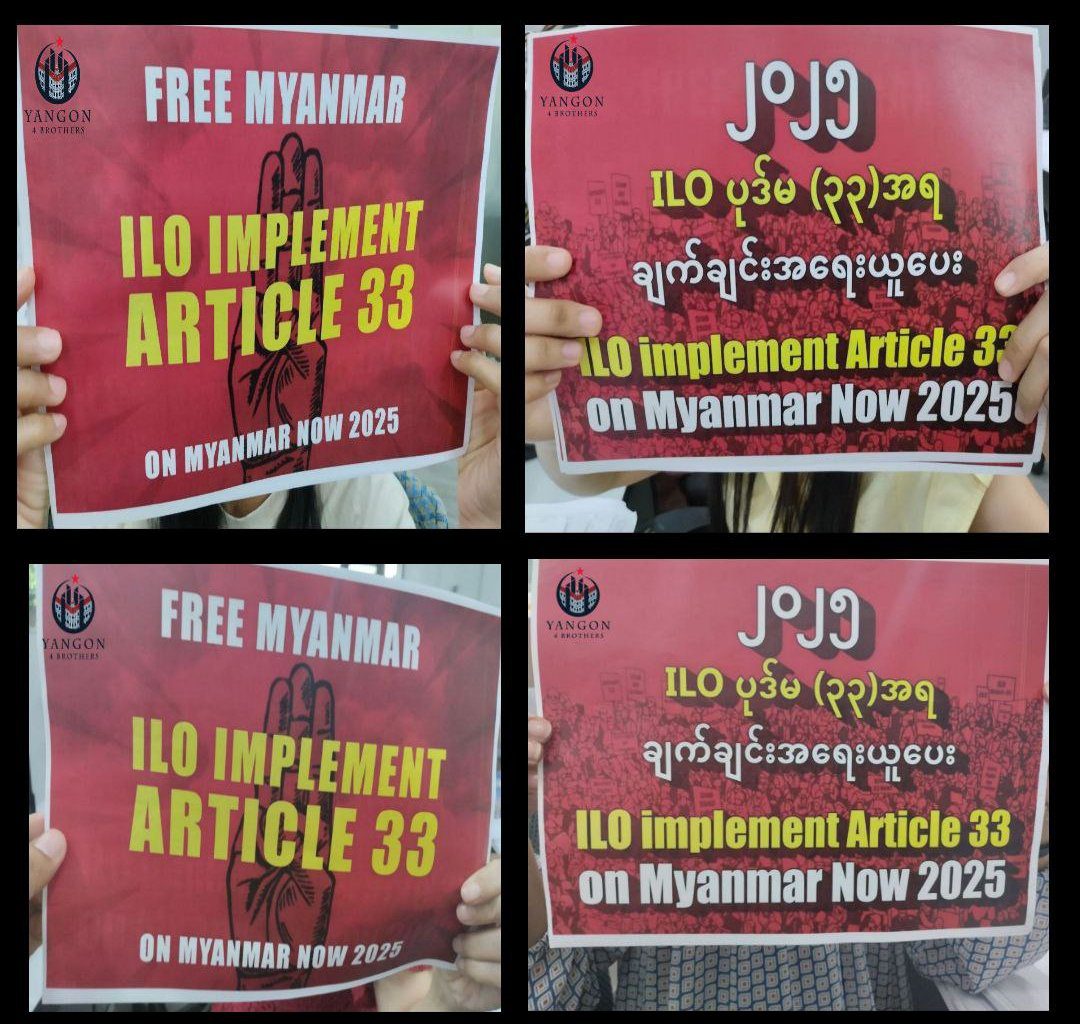 YANGON
4 BROTHERS
FREE MYANMAR
ILO IMPLEMENT
ARTICLE 33
ON MYANMAR NOW 2025
YANGON
4 BROTHERS
၂၀၂၅
ILO ပုဒ်မ (၃၃)အရ
ချက်ချင်းအရေးယူပေး
ILO implement Article 33
on Myanmar Now 2025
YANGON
4 BROTHERS
FREE MYANMAR
ILO IMPLEMENT
ARTICLE 33
ON MYANMAR NOW 2025
YANGON
4 BROTHERS
၂၀၂၅
ILO ပုဒ်မ (၃၃)အရ
ချက်ချင်းအရေးယူပေး
ILO implement Article 33
on Myanmar Now 2025